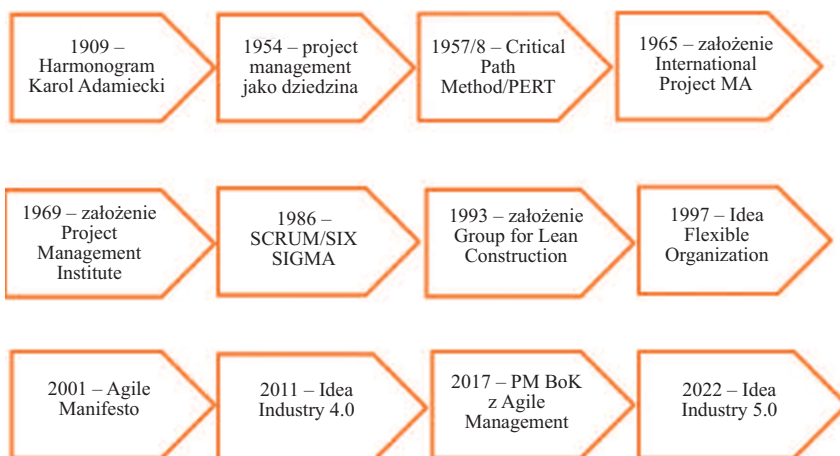 1909 –
Harmonogram
Karol Adamiecki
1954 – project
management
jako dziedzina
1957/8 – Critical
Path
Method/PERT
1965 – założenie
International
Project MA
1969 – założenie
Project
Management
Institute
1986 –
SCRUM/SIX
SIGMA
1993 – założenie
Group for Lean
Construction
1997 – Idea
Flexible
Organization
2001 – Agile
Manifesto
2011 – Idea
Industry 4.0
2017 – PM BoK
z Agile
Management
2022 – Idea
Industry 5.0